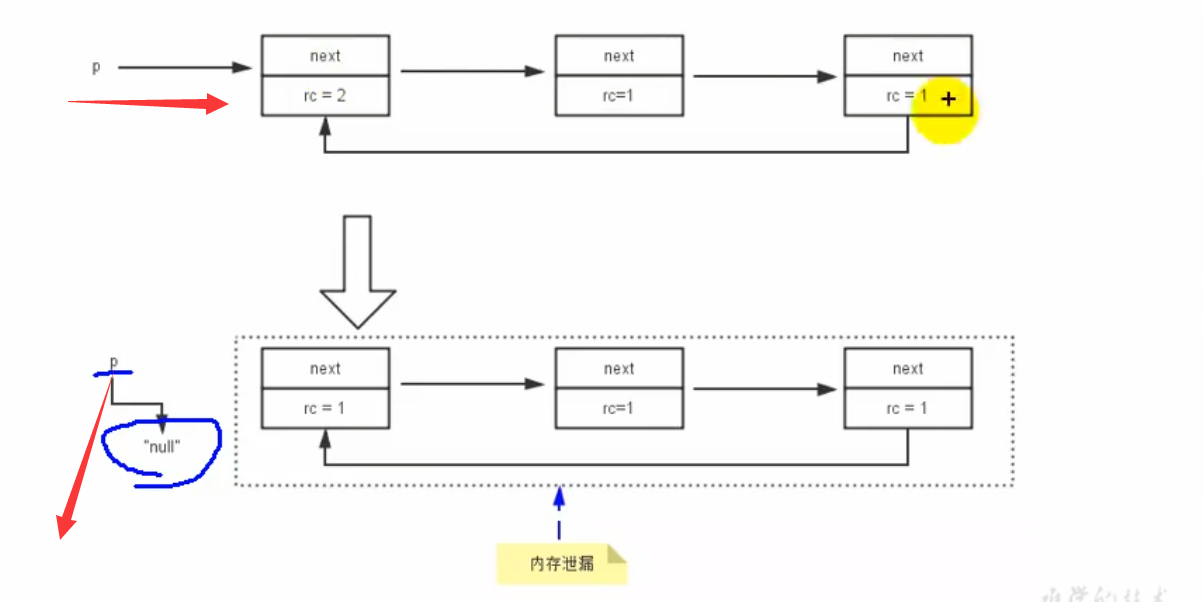 p
next
next
next
rc = 2
rc=1
rc = 1
p
"null"
next
next
next
rc = 1
rc=1
rc = 1
内存泄漏